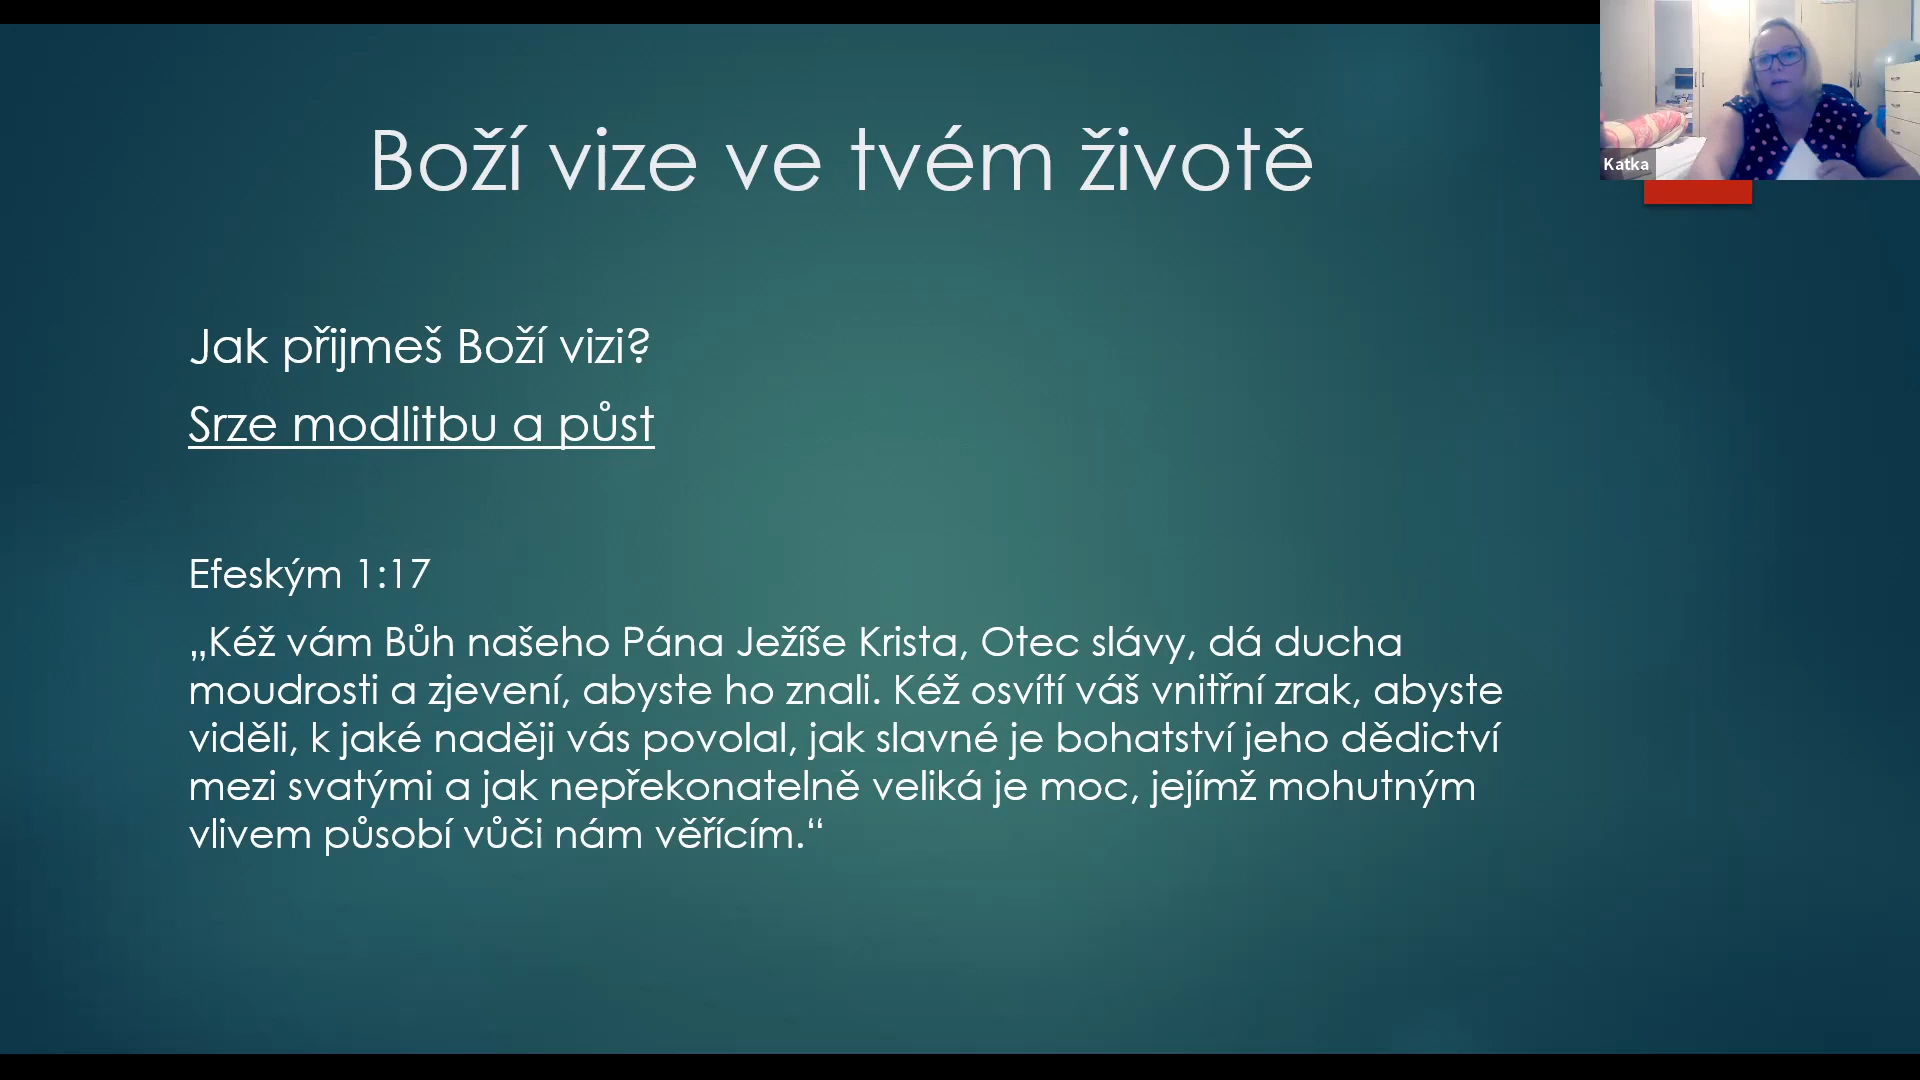 Boží vize ve tvém životě
Katka
Jak přijmeš Boží vizi?
Srze modlitbu a půst
Efeským 1:17
„Kéž vám Bůh našeho Pána Ježíše Krista, Otec slávy, dá ducha
moudrosti a zjevení, abyste ho znali. Kéž osvítí váš vnitřní zrak, abyste
viděli, k jaké naději vás povolal, jak slavné je bohatství jeho dědictví
mezi svatými a jak nepřekonatelně veliká je moc, jejímž mohutným
vlivem působí vůči nám věřícím.“